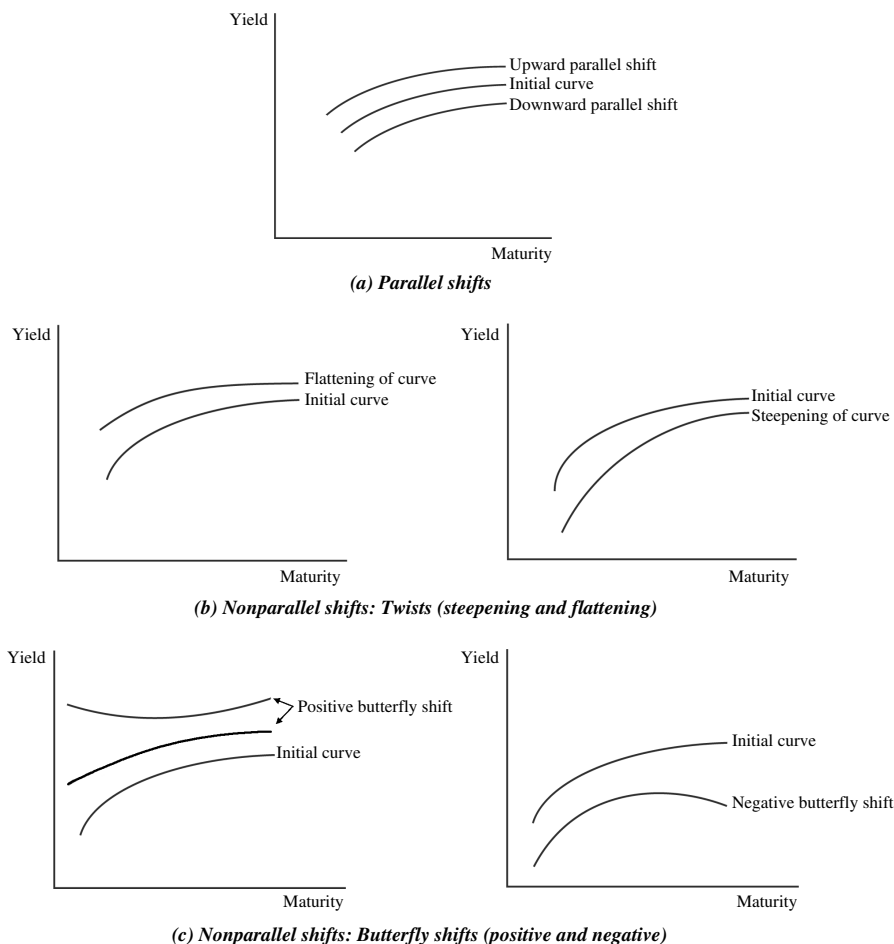 Yield
Upward parallel shift
Initial curve
Downward parallel shift
Maturity
(a) Parallel shifts
Yield
Flattening of curve
Initial curve
Maturity
Yield
Initial curve
Steepening of curve
Maturity
(b) Nonparallel shifts: Twists (steepening and flattening)
Yield
Positive butterfly shift
Initial curve
Maturity
Yield
Initial curve
Negative butterfly shift
Maturity
(c) Nonparallel shifts: Butterfly shifts (positive and negative)